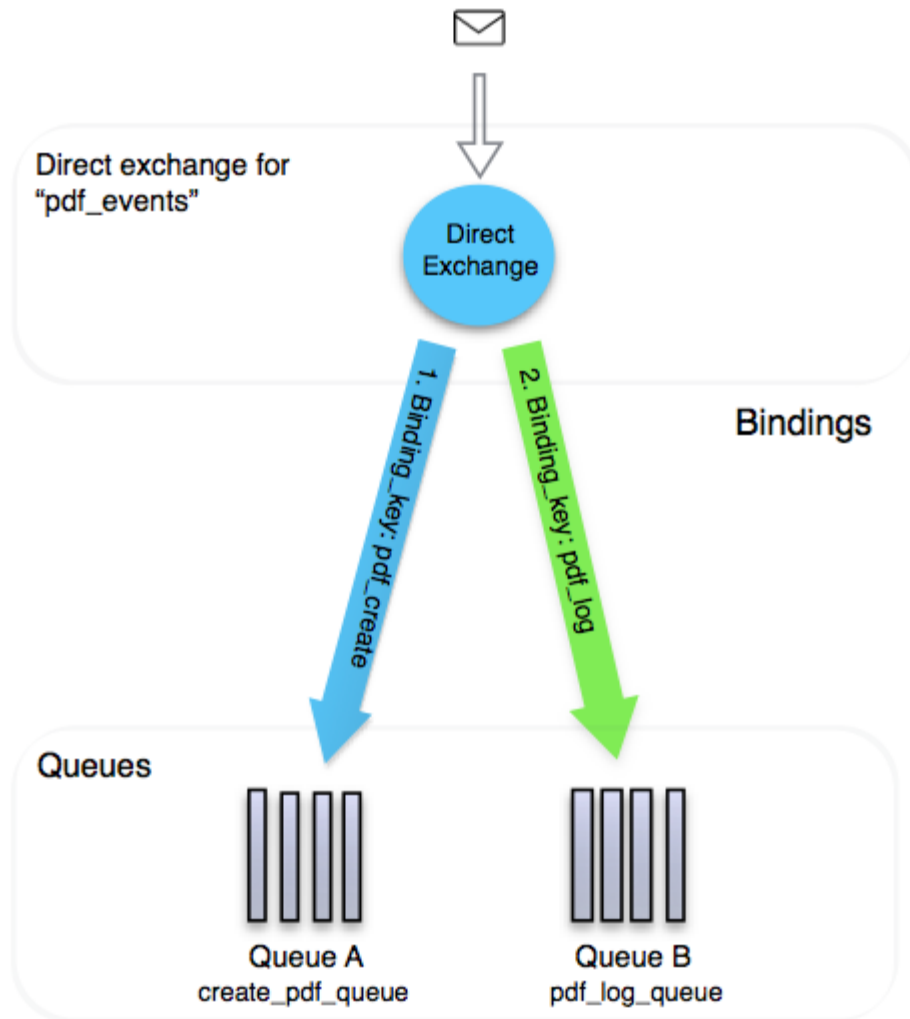 Direct exchange for
“pdf_events”
Direct
Exchange
1. Binding_key: pdf_create
2. Binding_key: pdf_log
Bindings
Queues
Queue A
create_pdf_queue
Queue B
pdf_log_queue